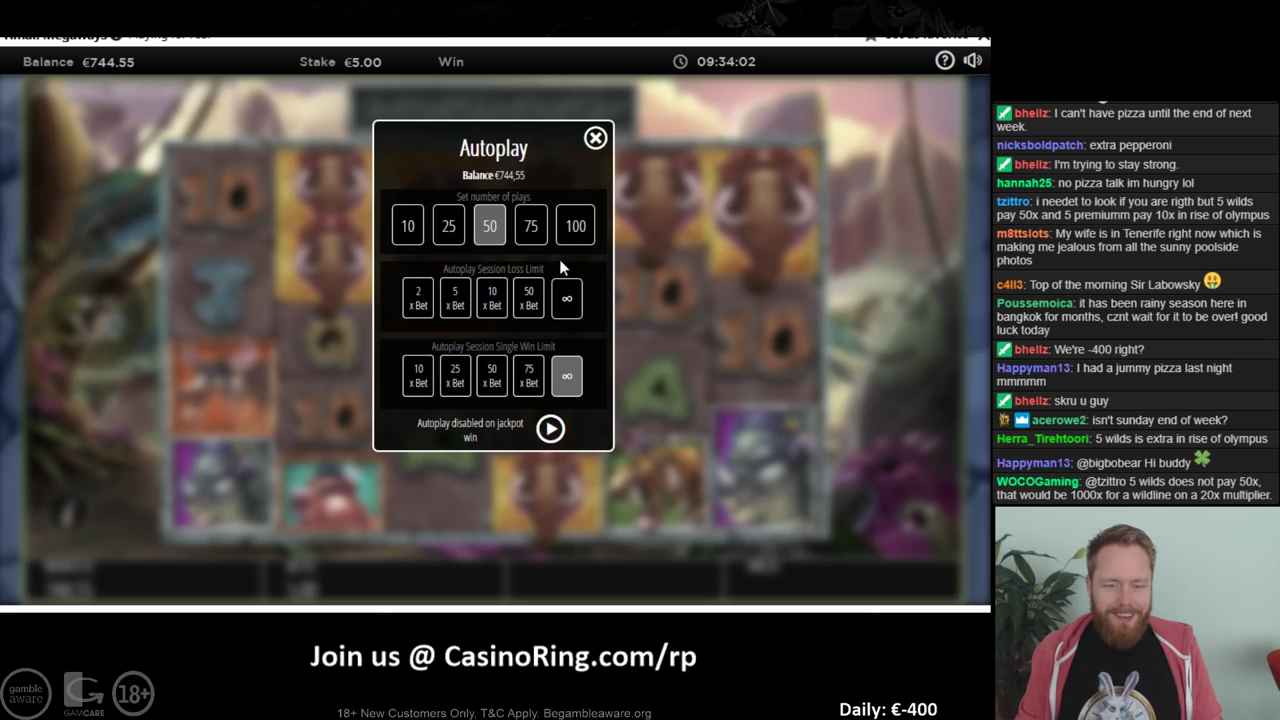 Balance €744.55
Stake €5.00
Win
09:34:02
Autoplay
Balance €744,55
Set number of plays
10 25 50 75 100
Autoplay Session Loss Limit
2 x Bet
5 x Bet
10 x Bet
50 x Bet
∞
Autoplay Session Single Win Limit
10 x Bet
25 x Bet
50 x Bet
75 x Bet
∞
Autoplay disabled on jackpot
win
bhellz: I can't have pizza until the end of next
week.
nicksboldpatch: extra pepperoni
bhellz: I'm trying to stay strong.
hannah25: no pizza talk im hungry lol
tzittro: i needet to look if you are rigth but 5 wilds
pay 50x and 5 premiumm pay 10x in rise of olympus
m8ttslots: My wife is in Tenerife right now which is
making me jealous from all the sunny poolside
photos
c4ll3: Top of the morning Sir Labowsky
Poussemoica: it has been rainy season here in
bangkok for months, cznt wait for it to be over! good
luck today
bhellz: We're -400 right?
Happyman13: I had a jummy pizza last night
mmmmm
bhellz: skru u guy
acerowe2: isn't sunday end of week?
Herra_Tirehtoori: 5 wilds is extra in rise of olympus
Happyman13: @bigbobear Hi buddy
WOCOGaming: @tzittro 5 wilds does not pay 50x,
that would be 1000x for a wildline on a 20x multiplier.
Join us @ CasinoRing.com/rp
gamble
aware
GAMCARE
18+
18+ New Customers Only, T&C Apply. Begambleaware.org
Daily: €-400